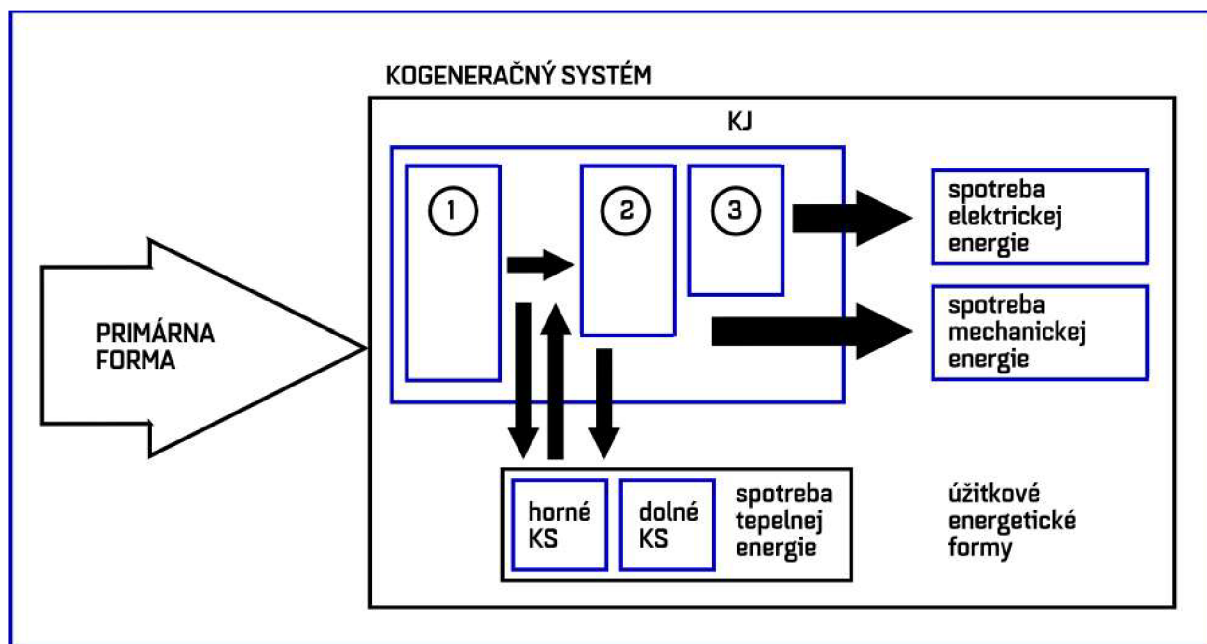 KOGENERAČNÝ SYSTÉM
KJ
1
2
3
spotreba
elektrickej
energie
spotreba
mechanickej
energie
PRIMÁRNA
FORMA
horné
KS
dolné
KS
spotreba
tepelnej
energie
úžitkové
energetické
formy